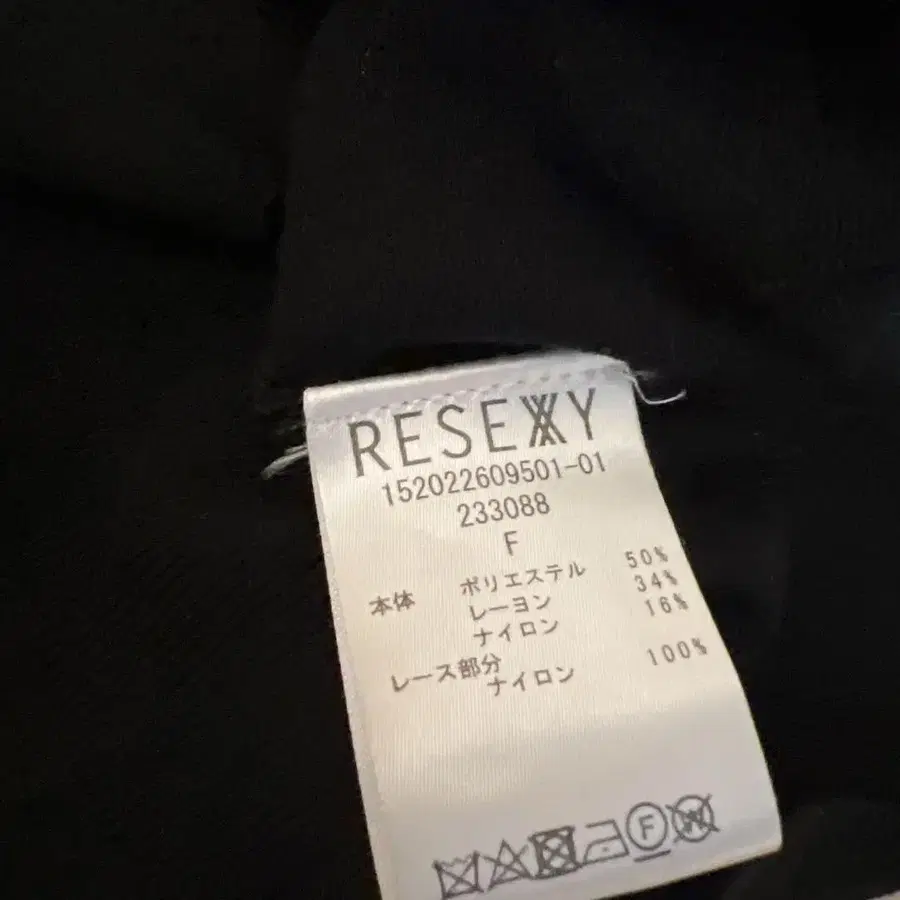 RESEXXY
152022609501-01
233088
F
本体 ポリエステル 50%
レーヨン 34%
ナイロン 16%
レース部分
ナイロン 100%
F W